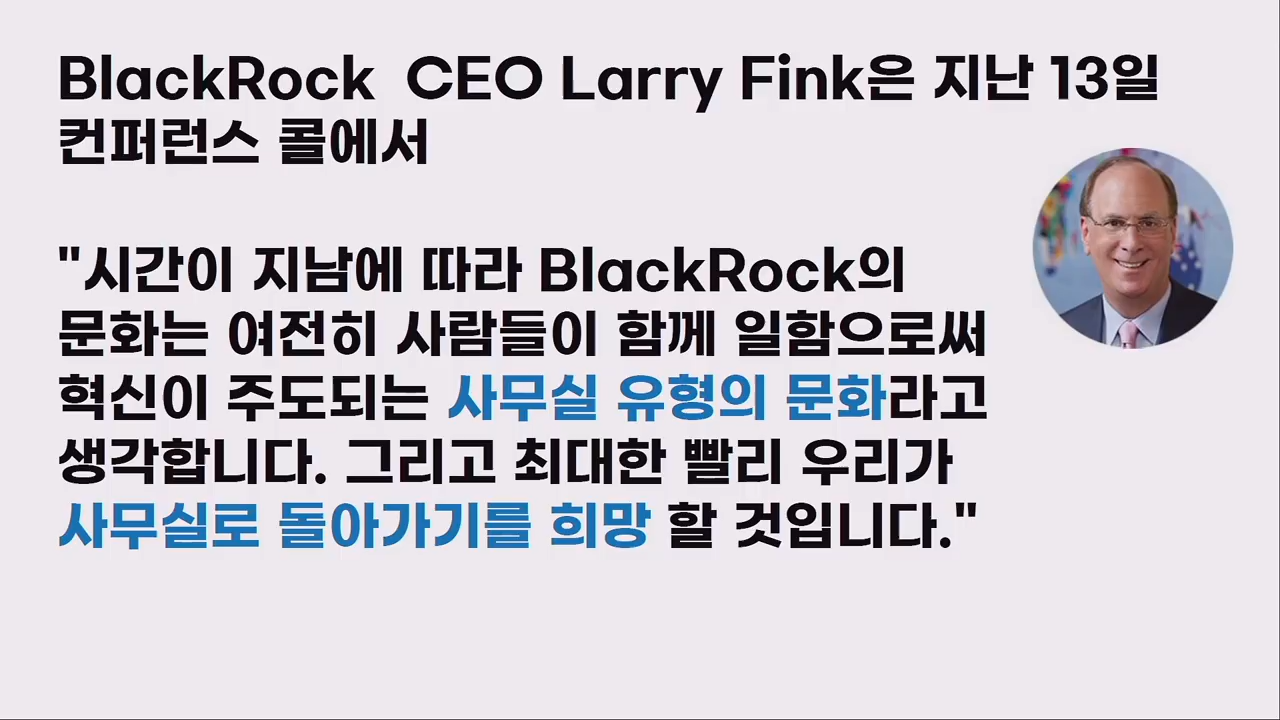 BlackRock  CEO Larry Fink은 지난 13일
컨퍼런스 콜에서
"시간이 지남에 따라 BlackRock의
문화는 여전히 사람들이 함께 일함으로써
혁신이 주도되는 사무실 유형의 문화라고
생각합니다. 그리고 최대한 빨리 우리가
사무실로 돌아가기를 희망 할 것입니다."